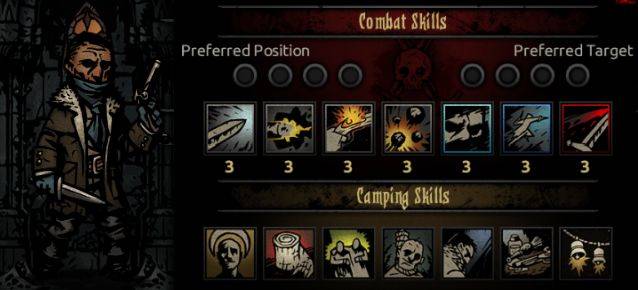 Combat Skills
Preferred Position Preferred Target
3 3 3 3 3 3 3
Camping Skills